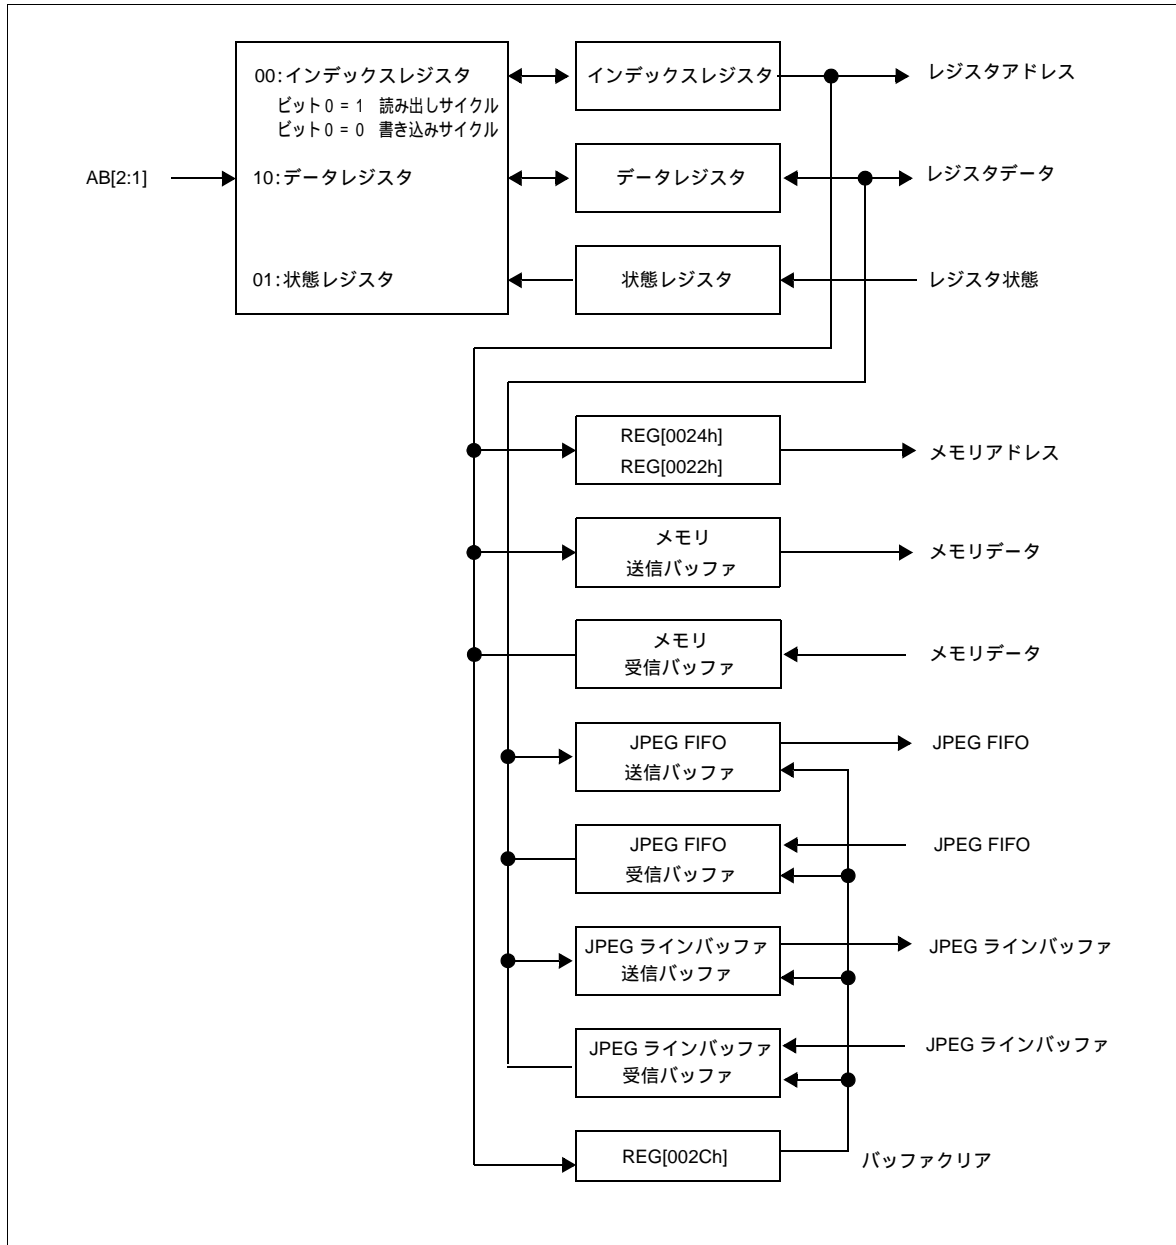 00:インデックスレジスタ
ビット0 = 1 読み出しサイクル
ビット0 = 0 書き込みサイクル
インデックスレジスタ
レジスタアドレス
AB[2:1]
10:データレジスタ
データレジスタ
レジスタデータ
01:状態レジスタ
状態レジスタ
レジスタ状態
REG[0024h]
REG[0022h]
メモリアドレス
メモリ
送信バッファ
メモリデータ
メモリ
受信バッファ
メモリデータ
JPEG FIFO
送信バッファ
JPEG FIFO
JPEG FIFO
受信バッファ
JPEG FIFO
JPEG ラインバッファ
送信バッファ
JPEG ラインバッファ
JPEG ラインバッファ
受信バッファ
JPEG ラインバッファ
REG[002Ch]
バッファクリア